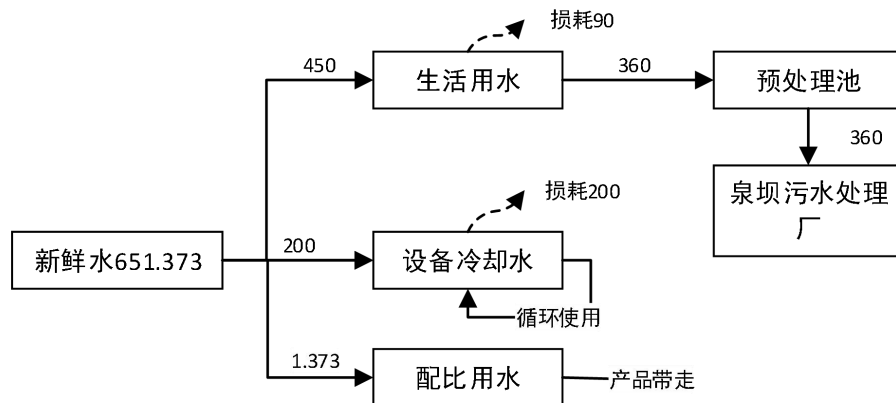 损耗90
450
生活用水
360
预处理池
360
损耗200
泉坝污水处理
厂
新鲜水651.373
200
设备冷却水
循环使用
1.373
配比用水
产品带走